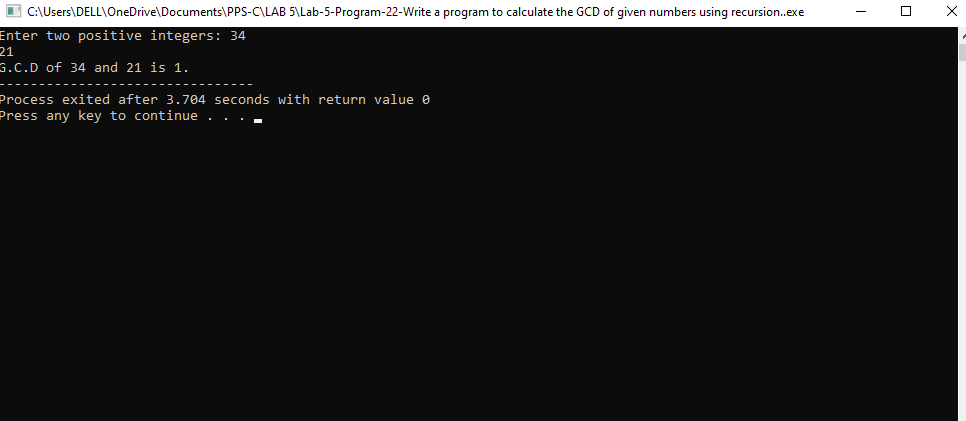 C:\Users\DELL\OneDrive\Documents\PPS-C\LAB 5\Lab-5-Program-22-Write a program to calculate the GCD of given numbers using recursion..exe
Enter two positive integers: 34
21
G.C.D of 34 and 21 is 1.
--------------------------------
Process exited after 3.704 seconds with return value 0
Press any key to continue . . .